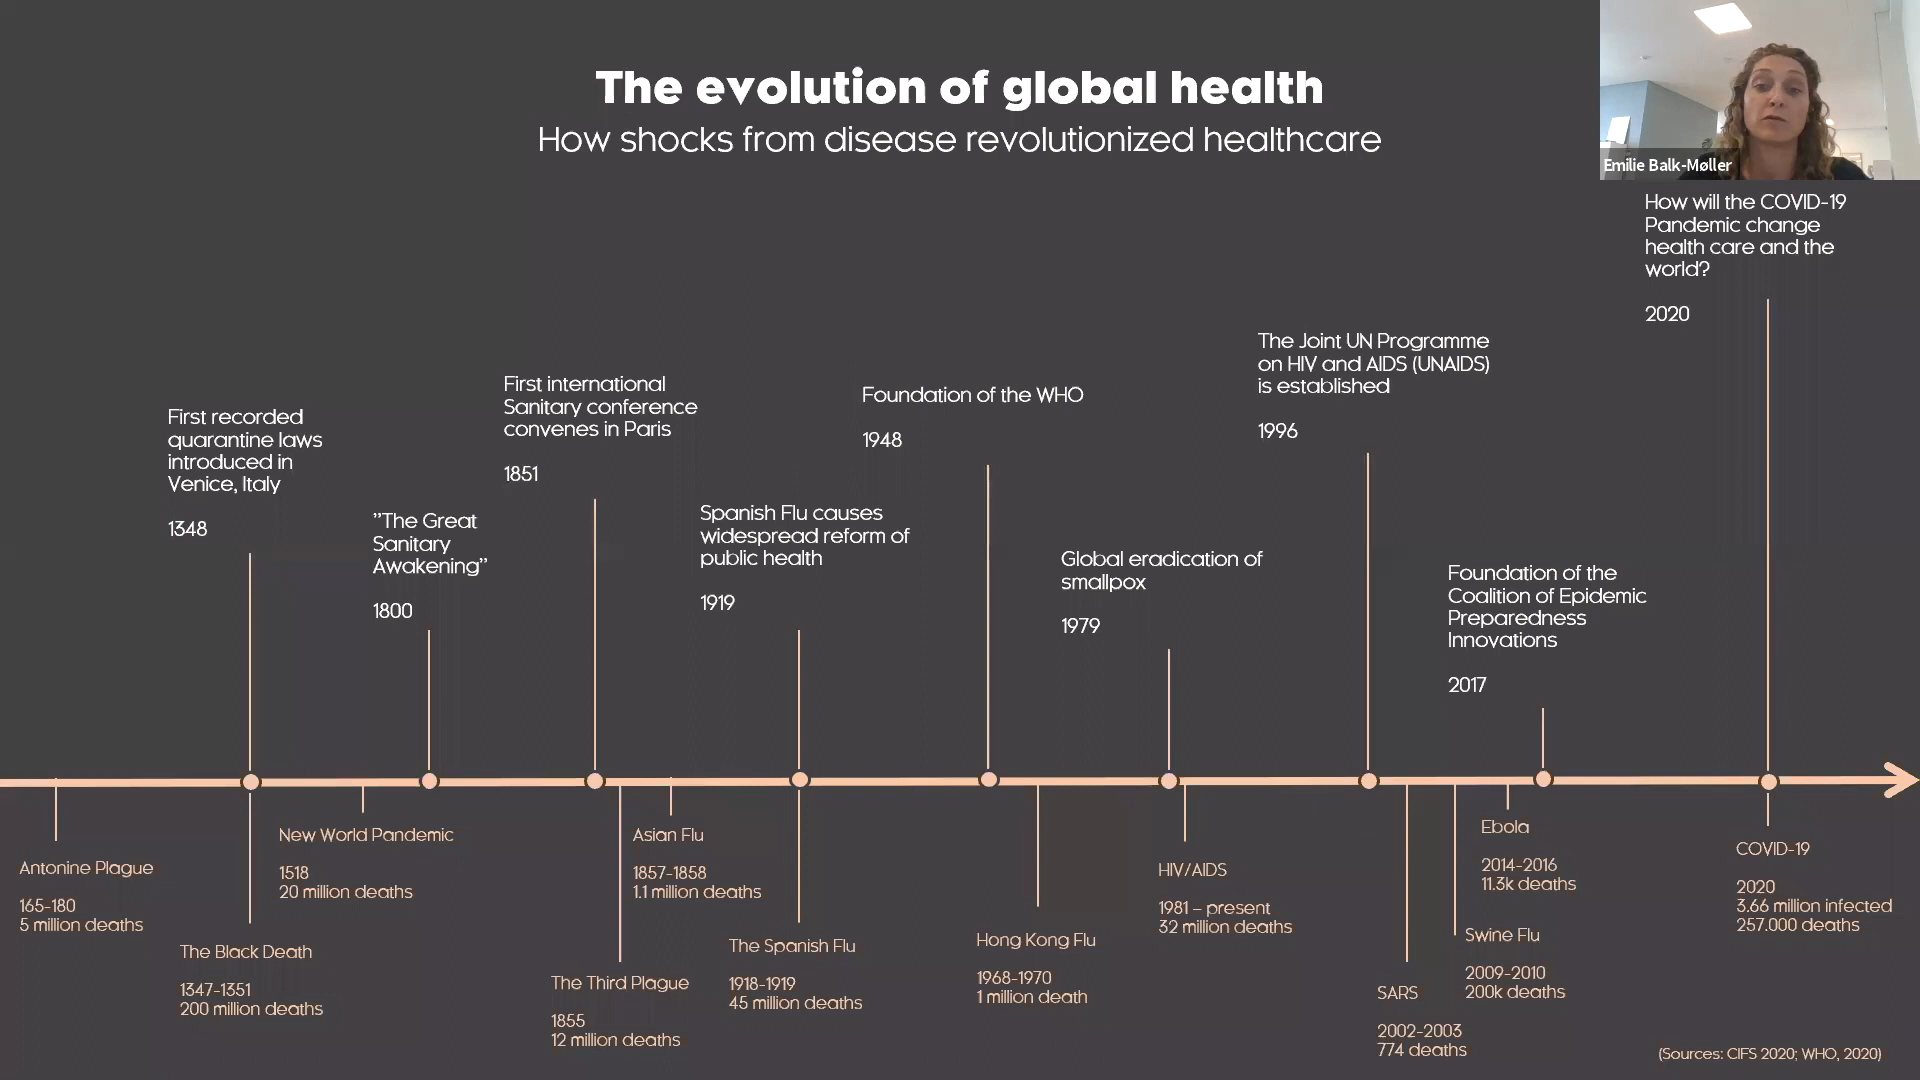 The evolution of global health
How shocks from disease revolutionized healthcare
Emilie Balk-Møller
How will the COVID-19
Pandemic change
health care and the
world?
2020
The Joint UN Programme
on HIV and AIDS (UNAIDS)
is established
1996
First international
Sanitary conference
convenes in Paris
1851
Foundation of the WHO
1948
First recorded
quarantine laws
introduced in
Venice, Italy
1348
”The Great
Sanitary
Awakening”
1800
Spanish Flu causes
widespread reform of
public health
1919
Global eradication of
smallpox
1979
Foundation of the
Coalition of Epidemic
Preparedness
Innovations
2017
Antonine Plague
165-180
5 million deaths
The Black Death
1347-1351
200 million deaths
New World Pandemic
1518
20 million deaths
The Third Plague
1855
12 million deaths
Asian Flu
1857-1858
1.1 million deaths
The Spanish Flu
1918-1919
45 million deaths
Hong Kong Flu
1968-1970
1 million death
HIV/AIDS
1981 – present
32 million deaths
SARS
2002-2003
774 deaths
Swine Flu
2009-2010
200k deaths
Ebola
2014-2016
11.3k deaths
COVID-19
2020
3.66 million infected
257.000 deaths
(Sources: CIFS 2020; WHO, 2020)